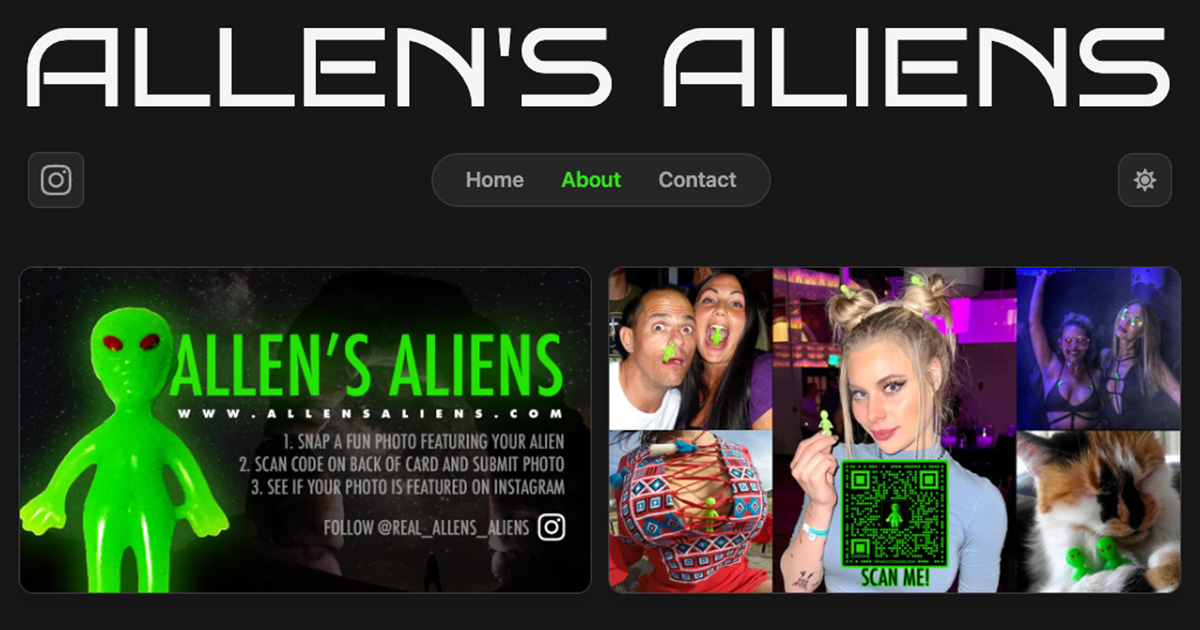 ALLEN'S ALIENS
Home About Contact
ALLEN'S ALIENS
WWW.ALLENSALIENS.COM
1. SNAP A FUN PHOTO FEATURING YOUR ALIEN
2. SCAN CODE ON BACK OF CARD AND SUBMIT PHOTO
3. SEE IF YOUR PHOTO IS FEATURED ON INSTAGRAM
FOLLOW @REAL_ALLENS_ALIENS
SCAN ME!